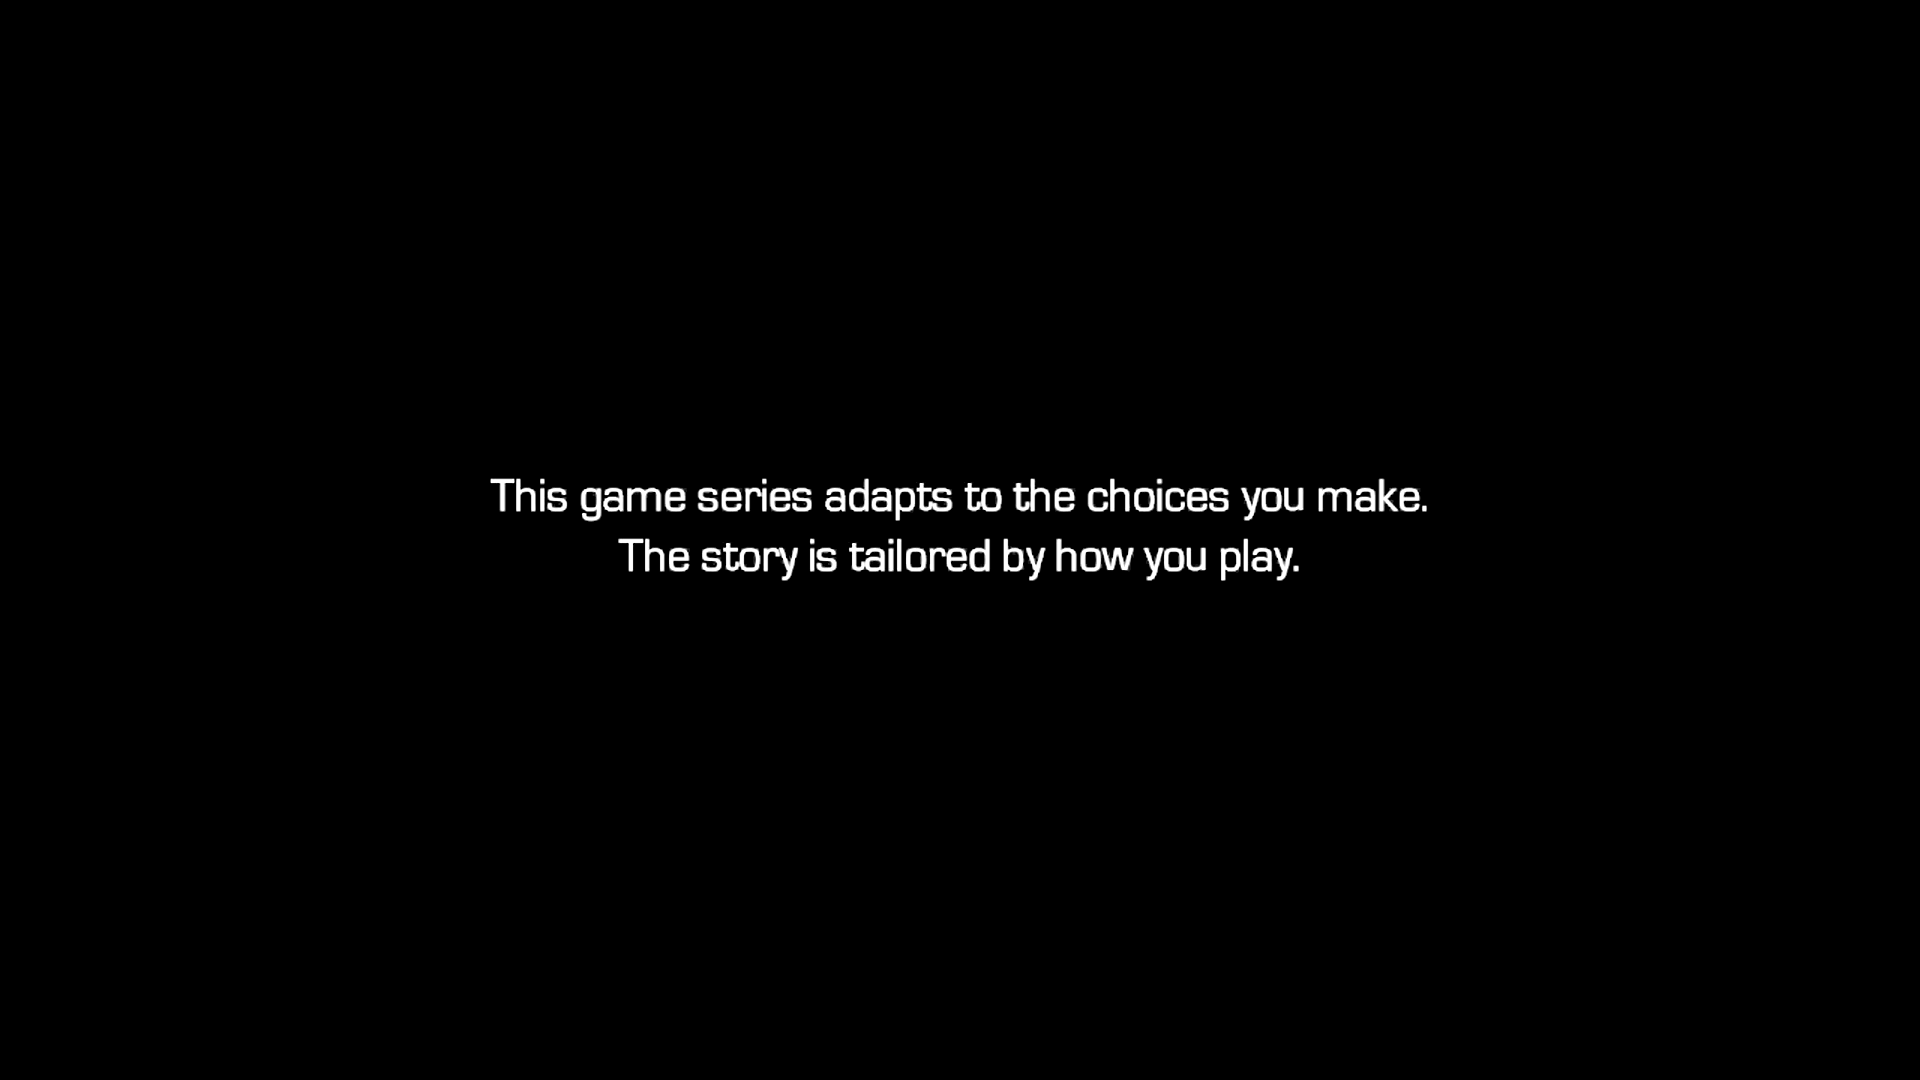 This game series adapts to the choices you make.
The story is tailored by how you play.